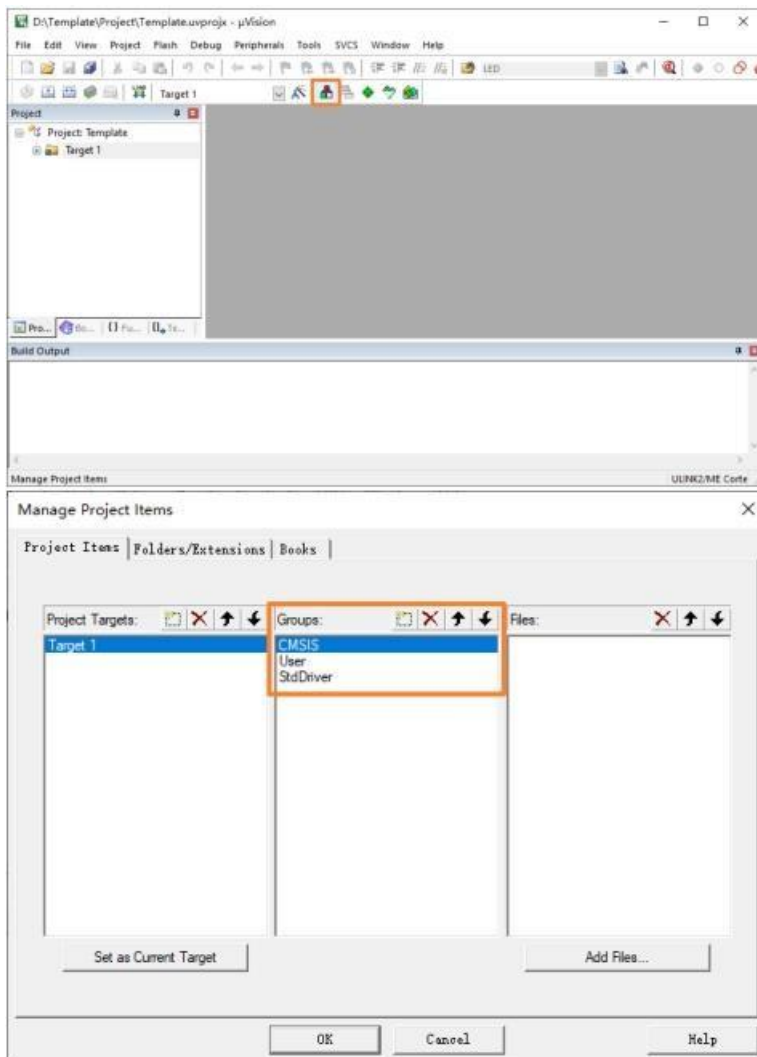 D:\Template\Project\Template.uvprojx - µVision
File Edit View Project Flash Debug Peripherals Tools SVCS Window Help
LED
Target 1
Project
Project: Template
Target 1
Pro...
Build Output
Manage Project Items
ULINK2/ME Corte
Manage Project Items
Project Items Folders/Extensions Books
Project Targets: Groups: Files:
Target 1 CMSIS
User
StdDriver
Set as Current Target Add Files...
OK Cancel Help